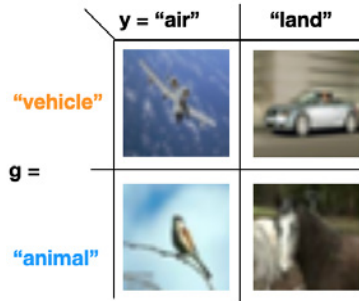 y = “air” “land”
“vehicle”
g =
“animal”